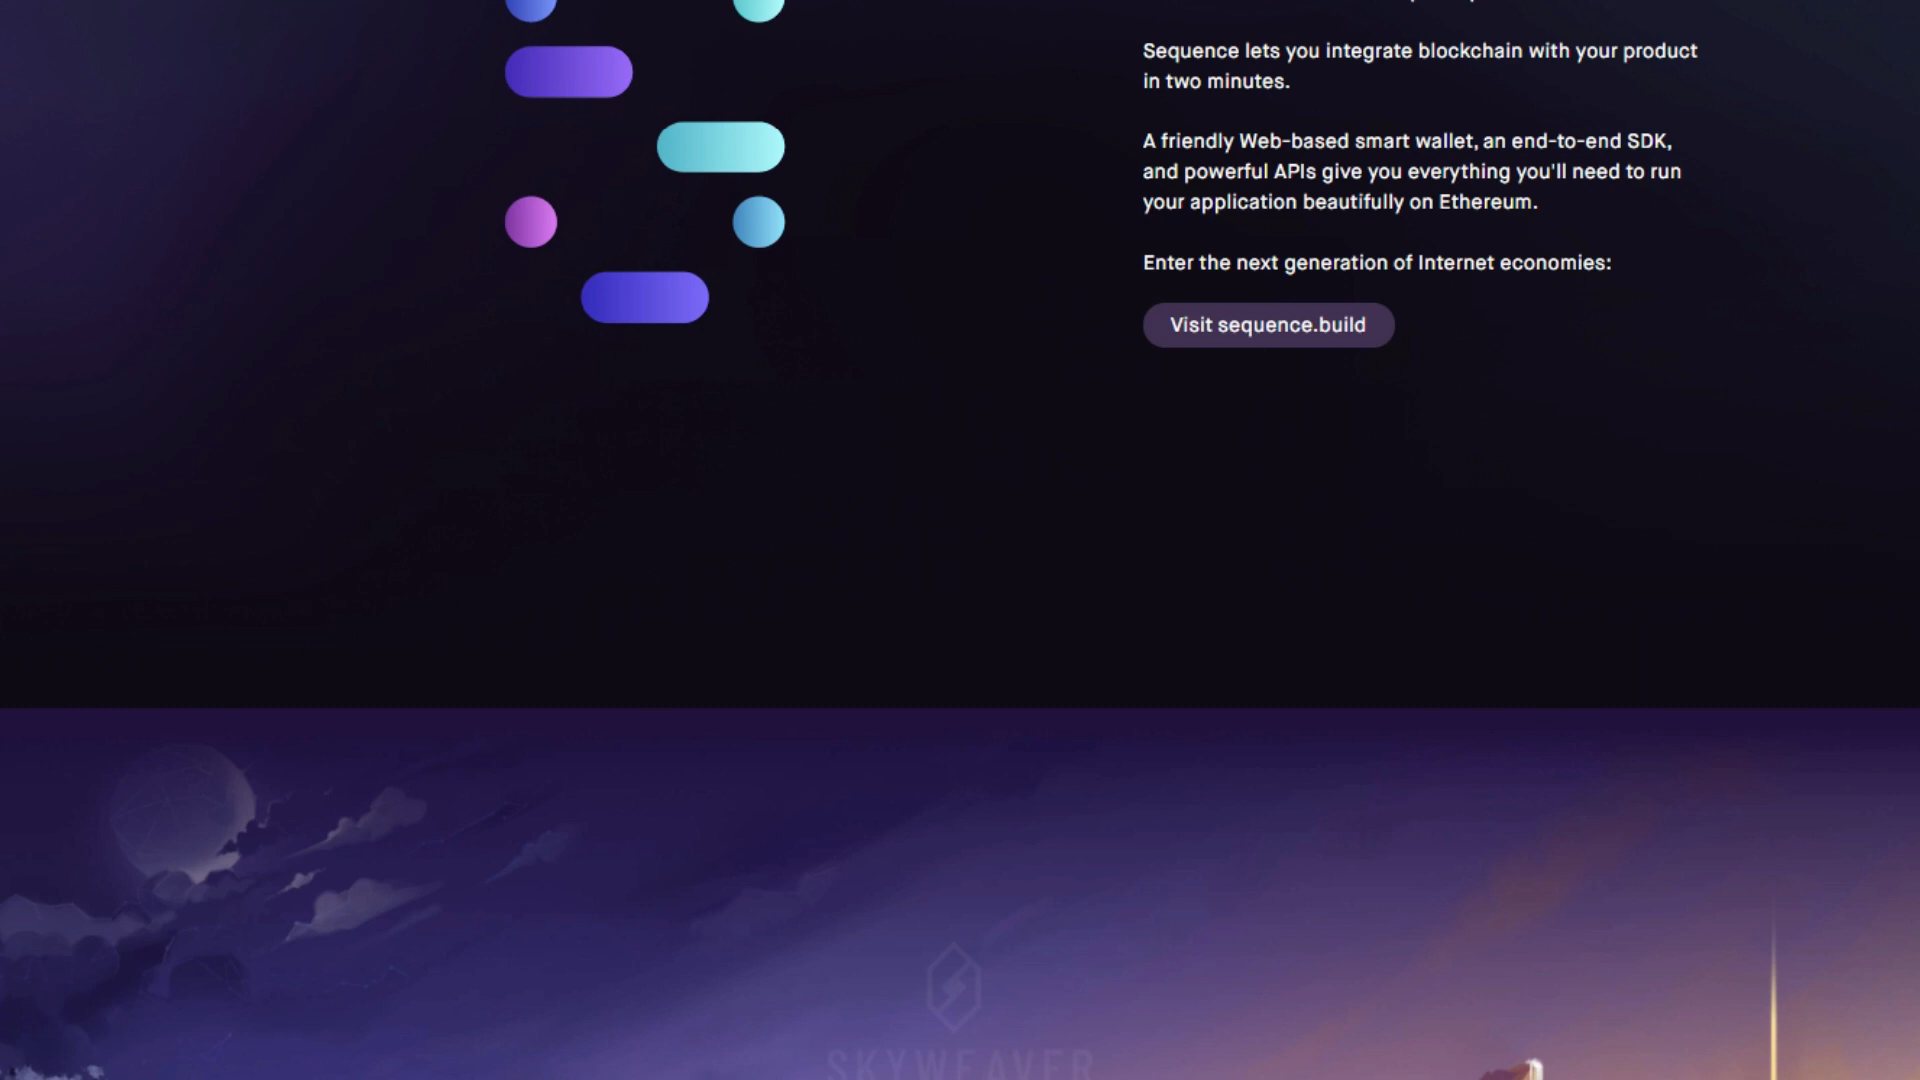 Sequence lets you integrate blockchain with your product
in two minutes.
A friendly Web-based smart wallet, an end-to-end SDK,
and powerful APIs give you everything you'll need to run
your application beautifully on Ethereum.
Enter the next generation of Internet economies:
Visit sequence.build
SKYWEAVER